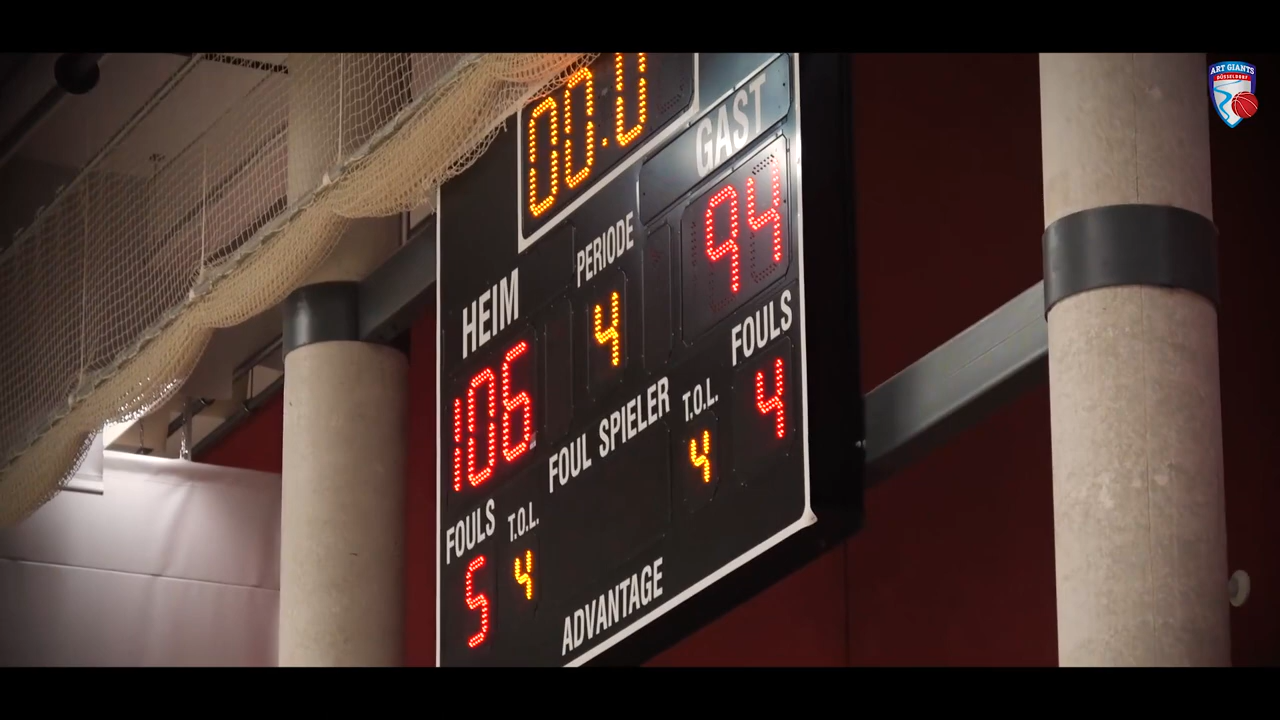 ART GIANTS
DÜSSELDORF
00:0
GAST
94
PERIODE
4
HEIM
106
FOULS
4
FOUL SPIELER
T.O.L.
4
FOULS
5
T.O.L.
4
ADVANTAGE